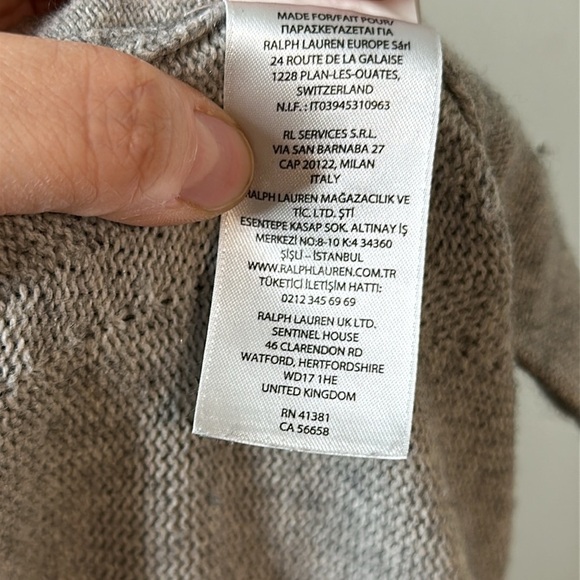 MADE FOR/FAIT POUR/
ΠΑΡΑΣΚΕΥΑΖΕΤΑΙ ΓΙΑ
RALPH LAUREN EUROPE Sárl
24 ROUTE DE LA GALAISE
1228 PLAN-LES-OUATES,
SWITZERLAND
N.I.F. : IT03945310963
RL SERVICES S.R.L.
VIA SAN BARNABA 27
CAP 20122, MILAN
ITALY
RALPH LAUREN MAĞAZACILIK VE
TİC. LTD. ŞTİ
ESENTEPE KASAP SOK. ALTINAY İŞ
MERKEZİ NO:8-10 K:4 34360
ŞİŞLİ – İSTANBUL
WWW.RALPHLAUREN.COM.TR
TÜKETİCİ İLETİŞİM HATTI:
0212 345 69 69
RALPH LAUREN UK LTD.
SENTINEL HOUSE
46 CLARENDON RD
WATFORD, HERTFORDSHIRE
WD17 1HE
UNITED KINGDOM
RN 41381
CA 56658